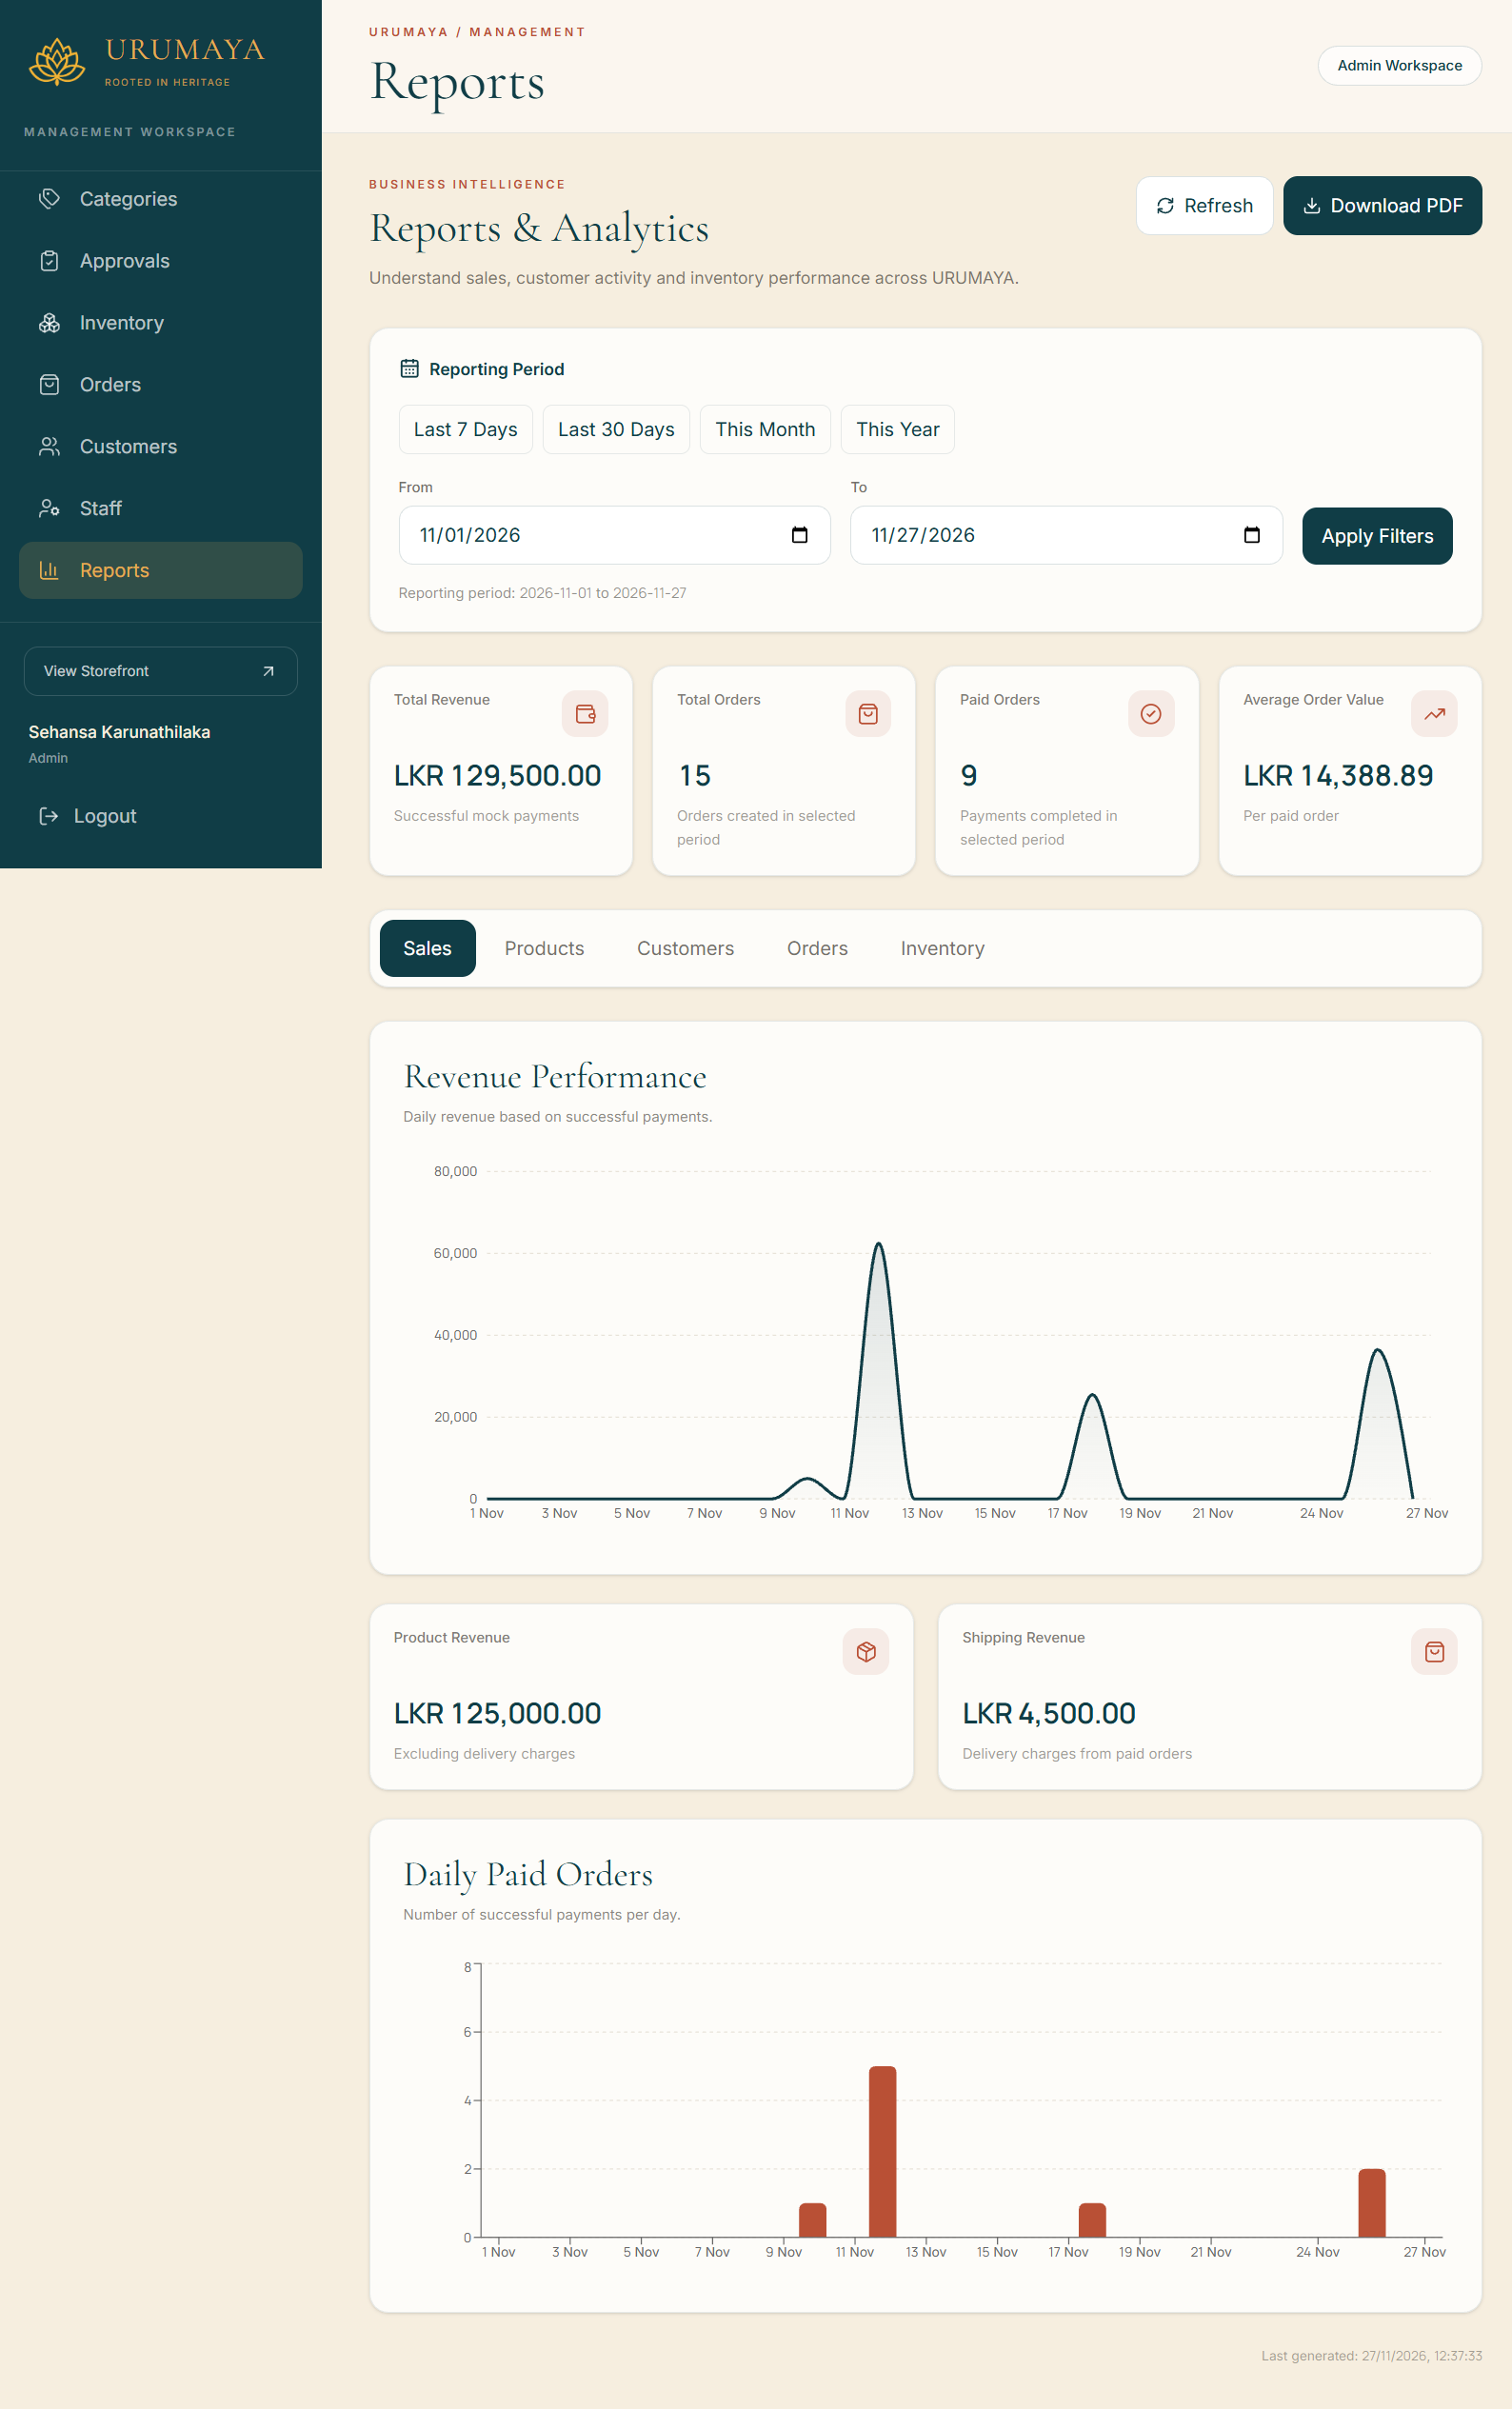 URUMAYA
ROOTED IN HERITAGE
MANAGEMENT WORKSPACE
Categories
Approvals
Inventory
Orders
Customers
Staff
Reports
View Storefront
Sehansa Karunathilaka
Admin
Logout
URUMAYA / MANAGEMENT
Reports
Admin Workspace
BUSINESS INTELLIGENCE
Reports & Analytics
Understand sales, customer activity and inventory performance across URUMAYA.
Refresh
Download PDF
Reporting Period
Last 7 Days
Last 30 Days
This Month
This Year
From
11/01/2026
To
11/27/2026
Apply Filters
Reporting period: 2026-11-01 to 2026-11-27
Total Revenue
LKR 129,500.00
Successful mock payments
Total Orders
15
Orders created in selected
period
Paid Orders
9
Payments completed in
selected period
Average Order Value
LKR 14,388.89
Per paid order
Sales
Products
Customers
Orders
Inventory
Revenue Performance
Daily revenue based on successful payments.
80,000
60,000
40,000
20,000
0
1 Nov
3 Nov
5 Nov
7 Nov
9 Nov
11 Nov
13 Nov
15 Nov
17 Nov
19 Nov
21 Nov
24 Nov
27 Nov
Product Revenue
LKR 125,000.00
Excluding delivery charges
Shipping Revenue
LKR 4,500.00
Delivery charges from paid orders
Daily Paid Orders
Number of successful payments per day.
8
6
4
2
0
1 Nov
3 Nov
5 Nov
7 Nov
9 Nov
11 Nov
13 Nov
15 Nov
17 Nov
19 Nov
21 Nov
24 Nov
27 Nov
Last generated: 27/11/2026, 12:37:33